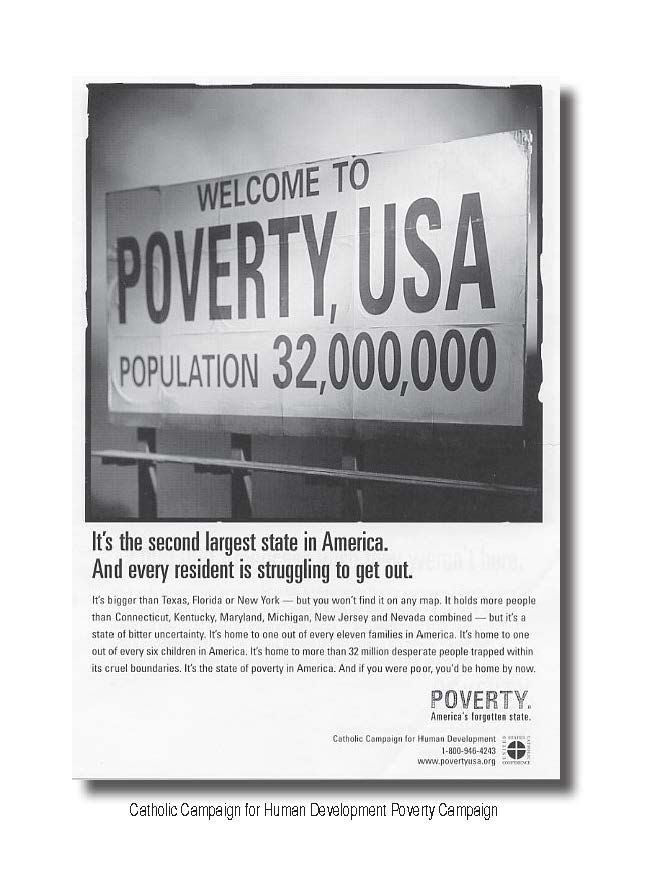 WELCOME TO
POVERTY, USA
POPULATION 32,000,000
It's the second largest state in America.
And every resident is struggling to get out.
It's bigger than Texas, Florida or New York — but you won't find it on any map. It holds more people
than Connecticut, Kentucky, Maryland, Michigan, New Jersey and Nevada combined — but it's a
state of bitter uncertainty. It's home to one out of every eleven families in America. It's home to one
out of every six children in America. It's home to more than 32 million desperate people trapped within
its cruel boundaries. It's the state of poverty in America. And if you were poor, you'd be home by now.
POVERTY.
America's forgotten state.
Catholic Campaign for Human Development
1-800-946-4243
www.povertyusa.org
UNITED STATES
CONFERENCE
Catholic Campaign for Human Development Poverty Campaign